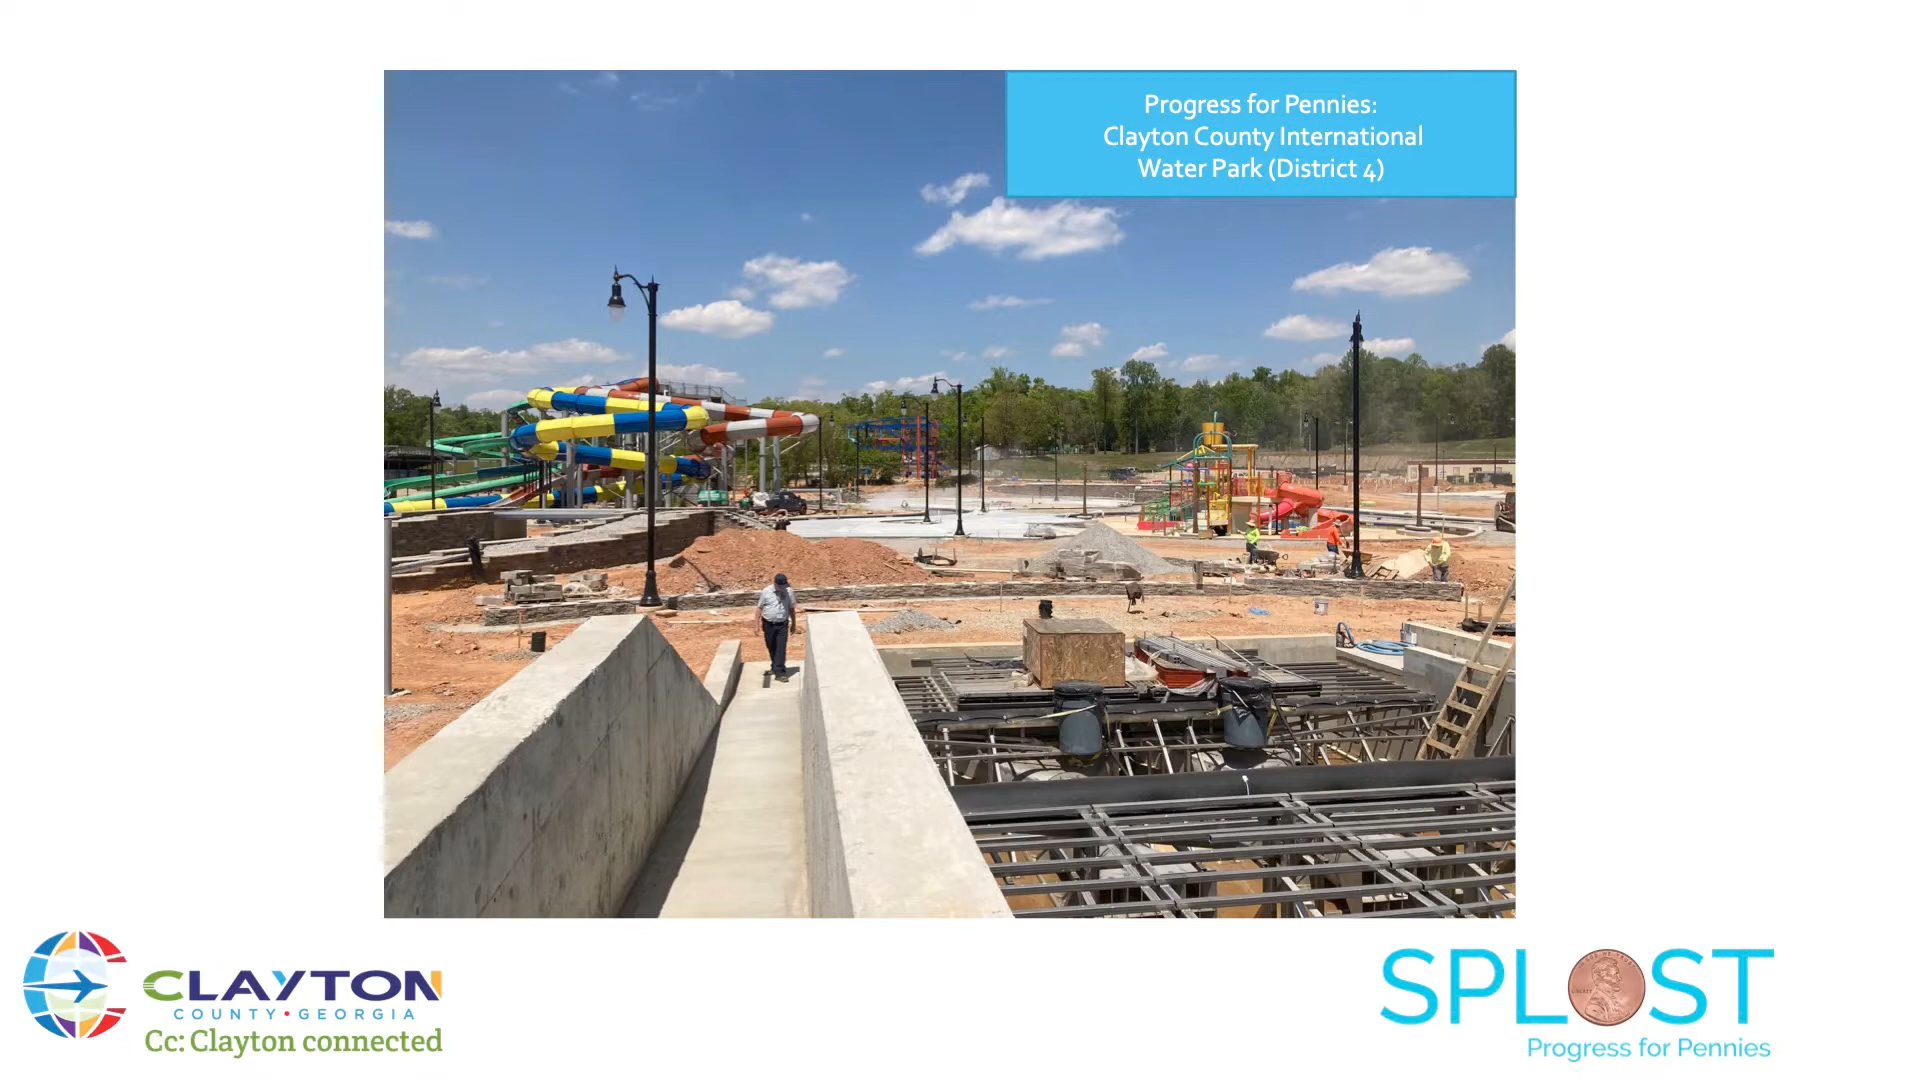 Progress for Pennies:
Clayton County International
Water Park (District 4)
CLAYTON
COUNTY • GEORGIA
Cc: Clayton connected
SPLOST
Progress for Pennies